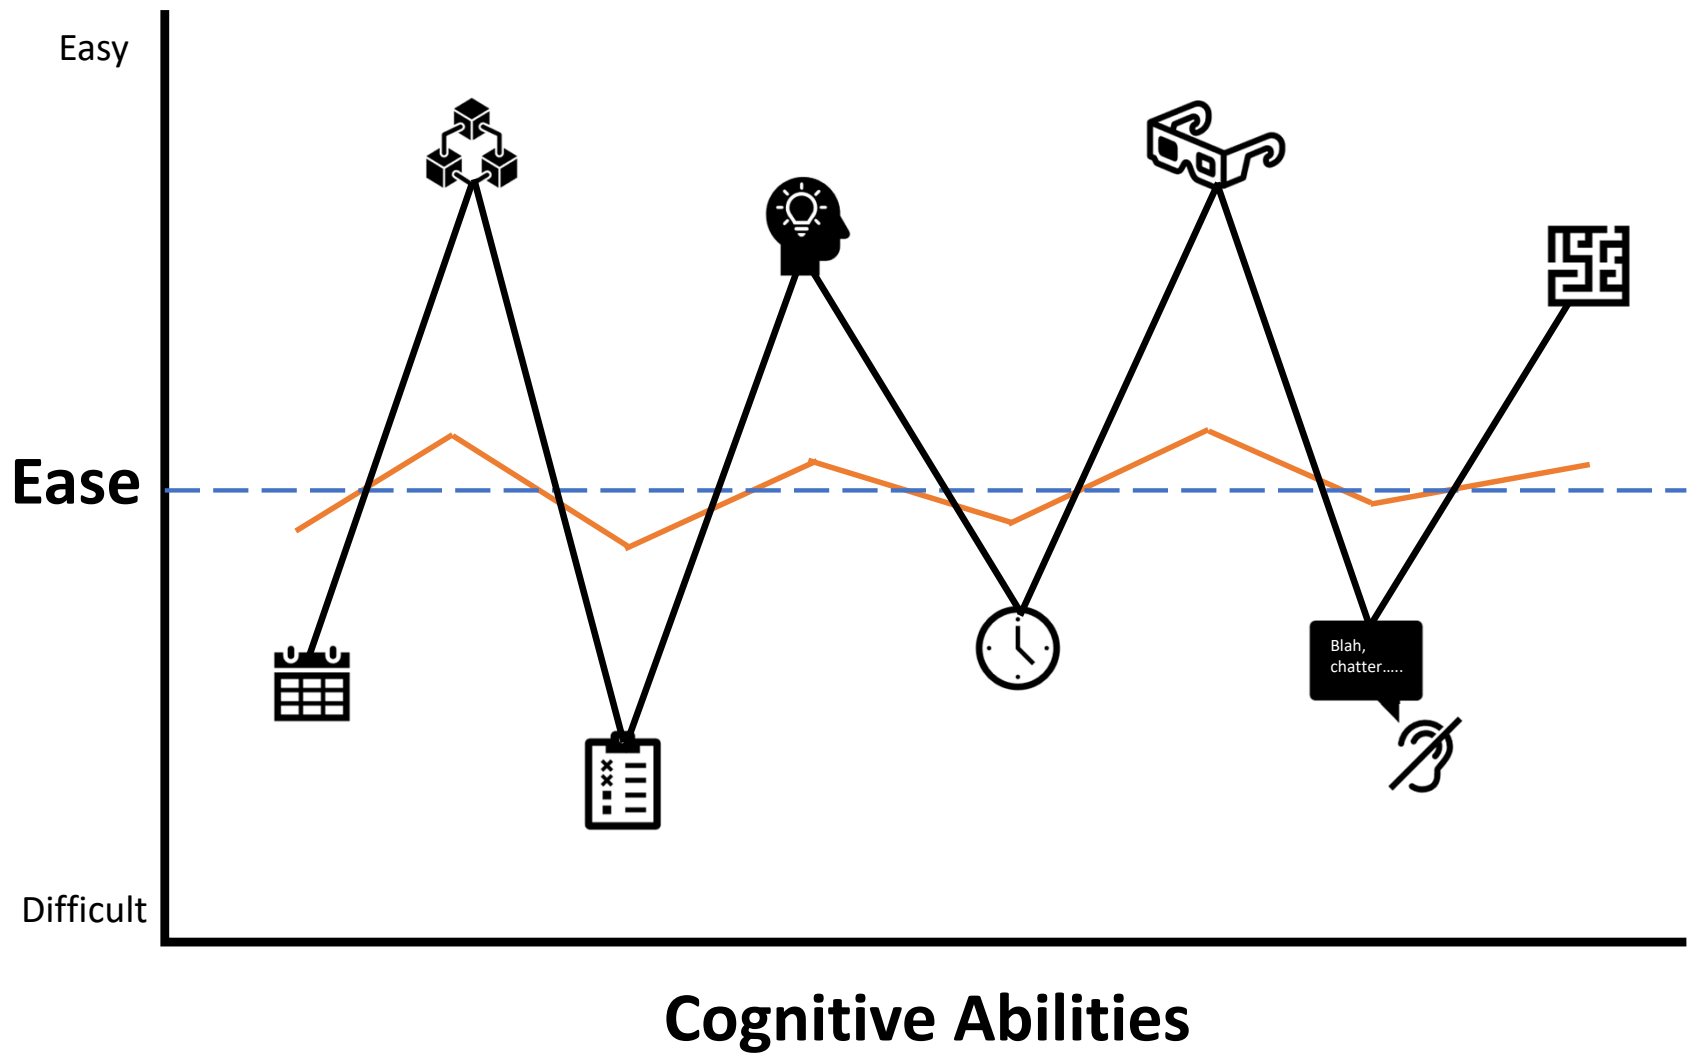 Easy
Ease
Blah,
chatter.....
Difficult
Cognitive Abilities